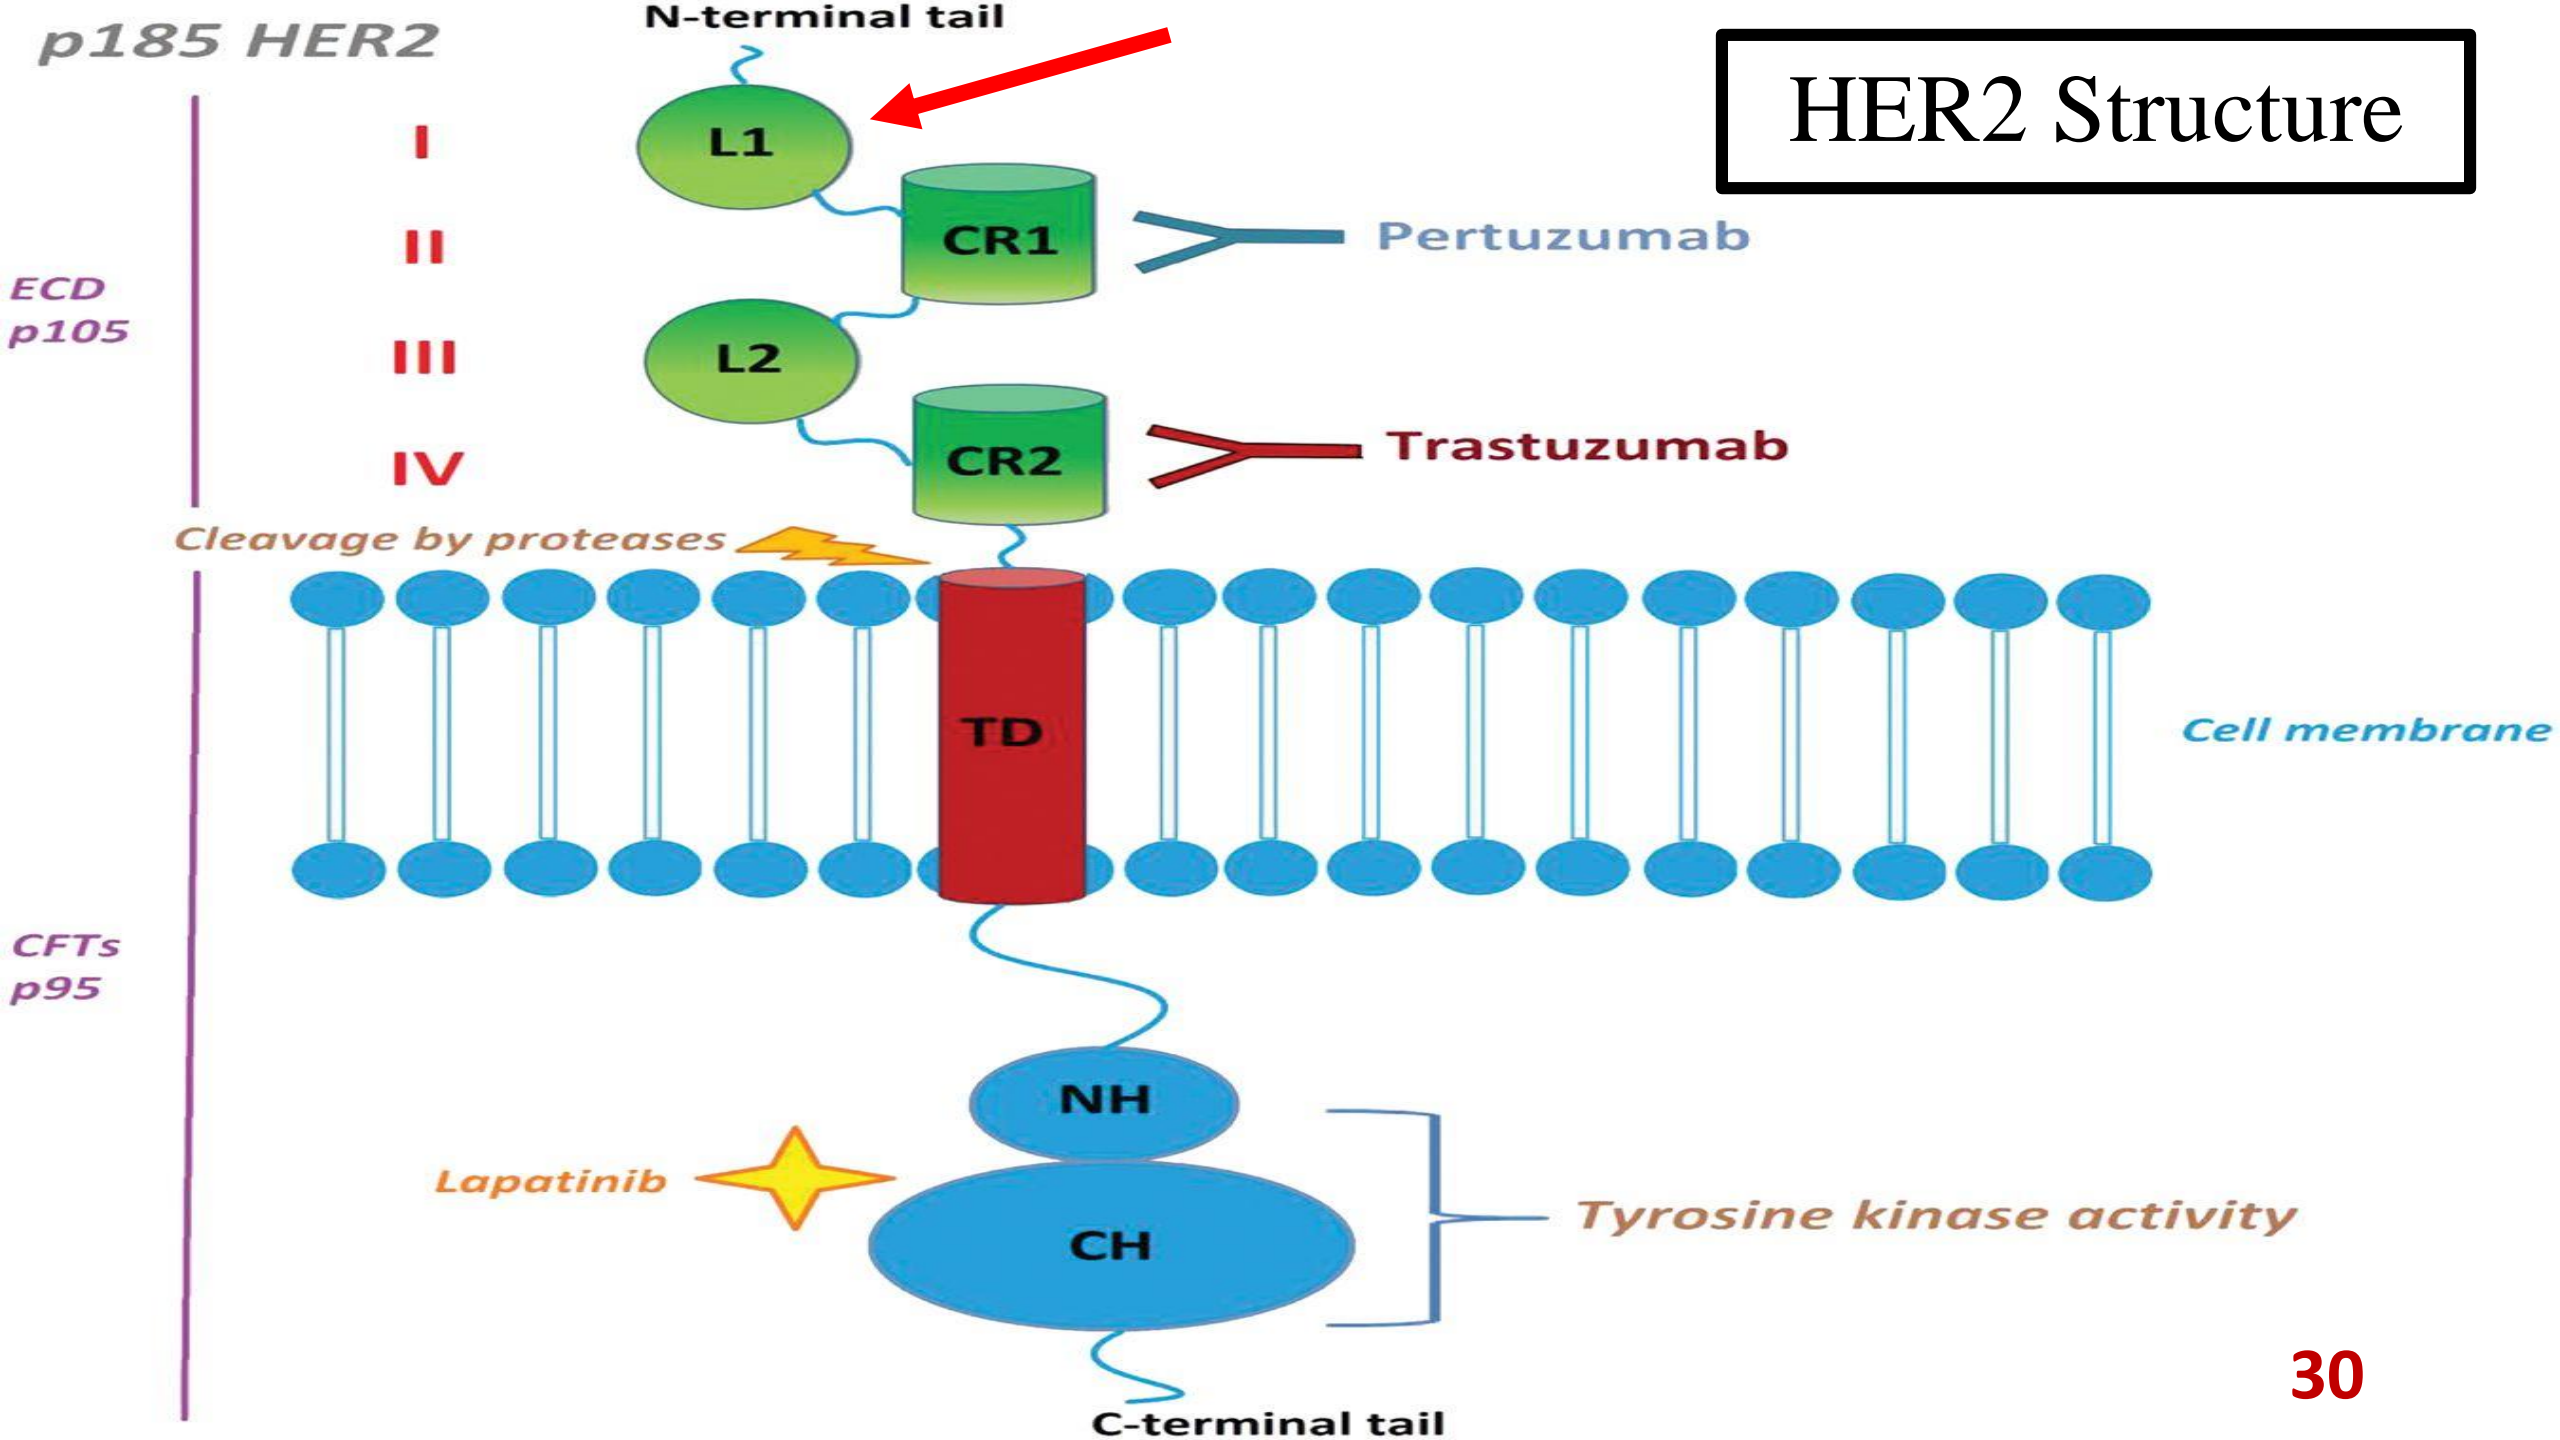 N-terminal tail
p185 HER2
HER2 Structure
I
L1
II
CR1
Pertuzumab
ECD
p105
III
L2
IV
CR2
Trastuzumab
Cleavage by proteases
TD
Cell membrane
CFTs
p95
NH
Lapatinib
CH
Tyrosine kinase activity
30
C-terminal tail